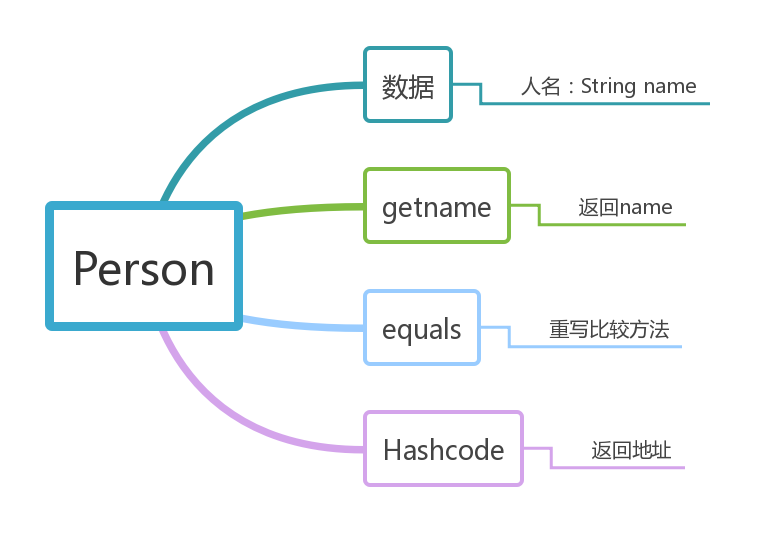 Person
数据
人名：String name
getname
返回name
equals
重写比较方法
Hashcode
返回地址